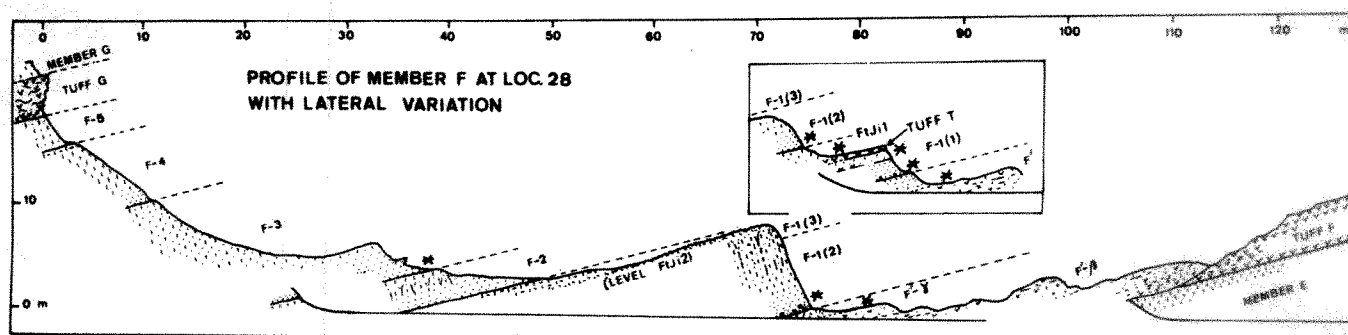 0 10 20 30 40 50 60 70 80 90 100 110 120 m
MEMBER G
TUFF G
F-5
F-4
F-3
PROFILE OF MEMBER F AT LOC. 28
WITH LATERAL VARIATION
F-1(3)
F-1(2)
FtJi1
TUFF T
F-1(1)
F'
10
0 m
F-2
(LEVEL FtJi2)
F-1(3)
F-1(2)
F'-γ
F'-β
TUFF F
MEMBER E